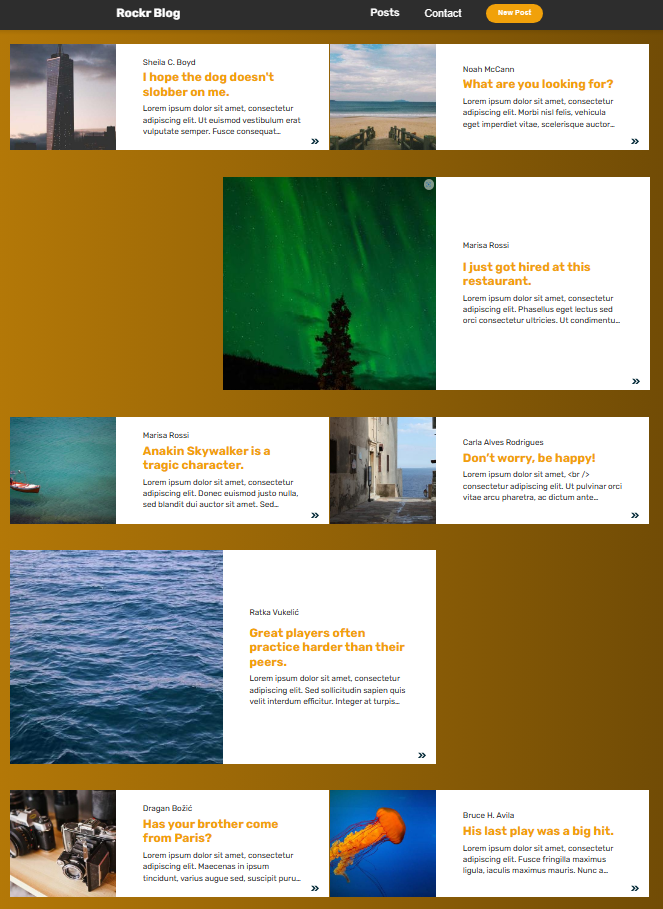 Rockr Blog
Posts
Contact
New Post
Sheila C. Boyd
I hope the dog doesn't
slobber on me.
Lorem ipsum dolor sit amet, consectetur
adipiscing elit. Ut euismod vestibulum erat
vulputate semper. Fusce consequat...
»
Noah McCann
What are you looking for?
Lorem ipsum dolor sit amet, consectetur
adipiscing elit. Morbi nisl felis, vehicula
eget imperdiet vitae, scelerisque auctor...
»
Marisa Rossi
I just got hired at this
restaurant.
Lorem ipsum dolor sit amet, consectetur
adipiscing elit. Phasellus eget lectus sed
orci consectetur ultricies. Ut condimentu...
»
Marisa Rossi
Anakin Skywalker is a
tragic character.
Lorem ipsum dolor sit amet, consectetur
adipiscing elit. Donec euismod justo nulla,
sed blandit dui auctor sit amet. Sed...
»
Carla Alves Rodrigues
Don't worry, be happy!
Lorem ipsum dolor sit amet, <br />
consectetur adipiscing elit. Ut pulvinar orci
vitae arcu pharetra, ac dictum ante...
»
Ratka Vukelić
Great players often
practice harder than their
peers.
Lorem ipsum dolor sit amet, consectetur
adipiscing elit. Sed sollicitudin sapien quis
velit interdum efficitur. Integer at turpis...
»
Dragan Božić
Has your brother come
from Paris?
Lorem ipsum dolor sit amet, consectetur
adipiscing elit. Maecenas in ipsum
tincidunt, varius augue sed, suscipit puru...
»
Bruce H. Avila
His last play was a big hit.
Lorem ipsum dolor sit amet, consectetur
adipiscing elit. Fusce fringilla maximus
ligula, iaculis maximus mauris. Nunc a...
»